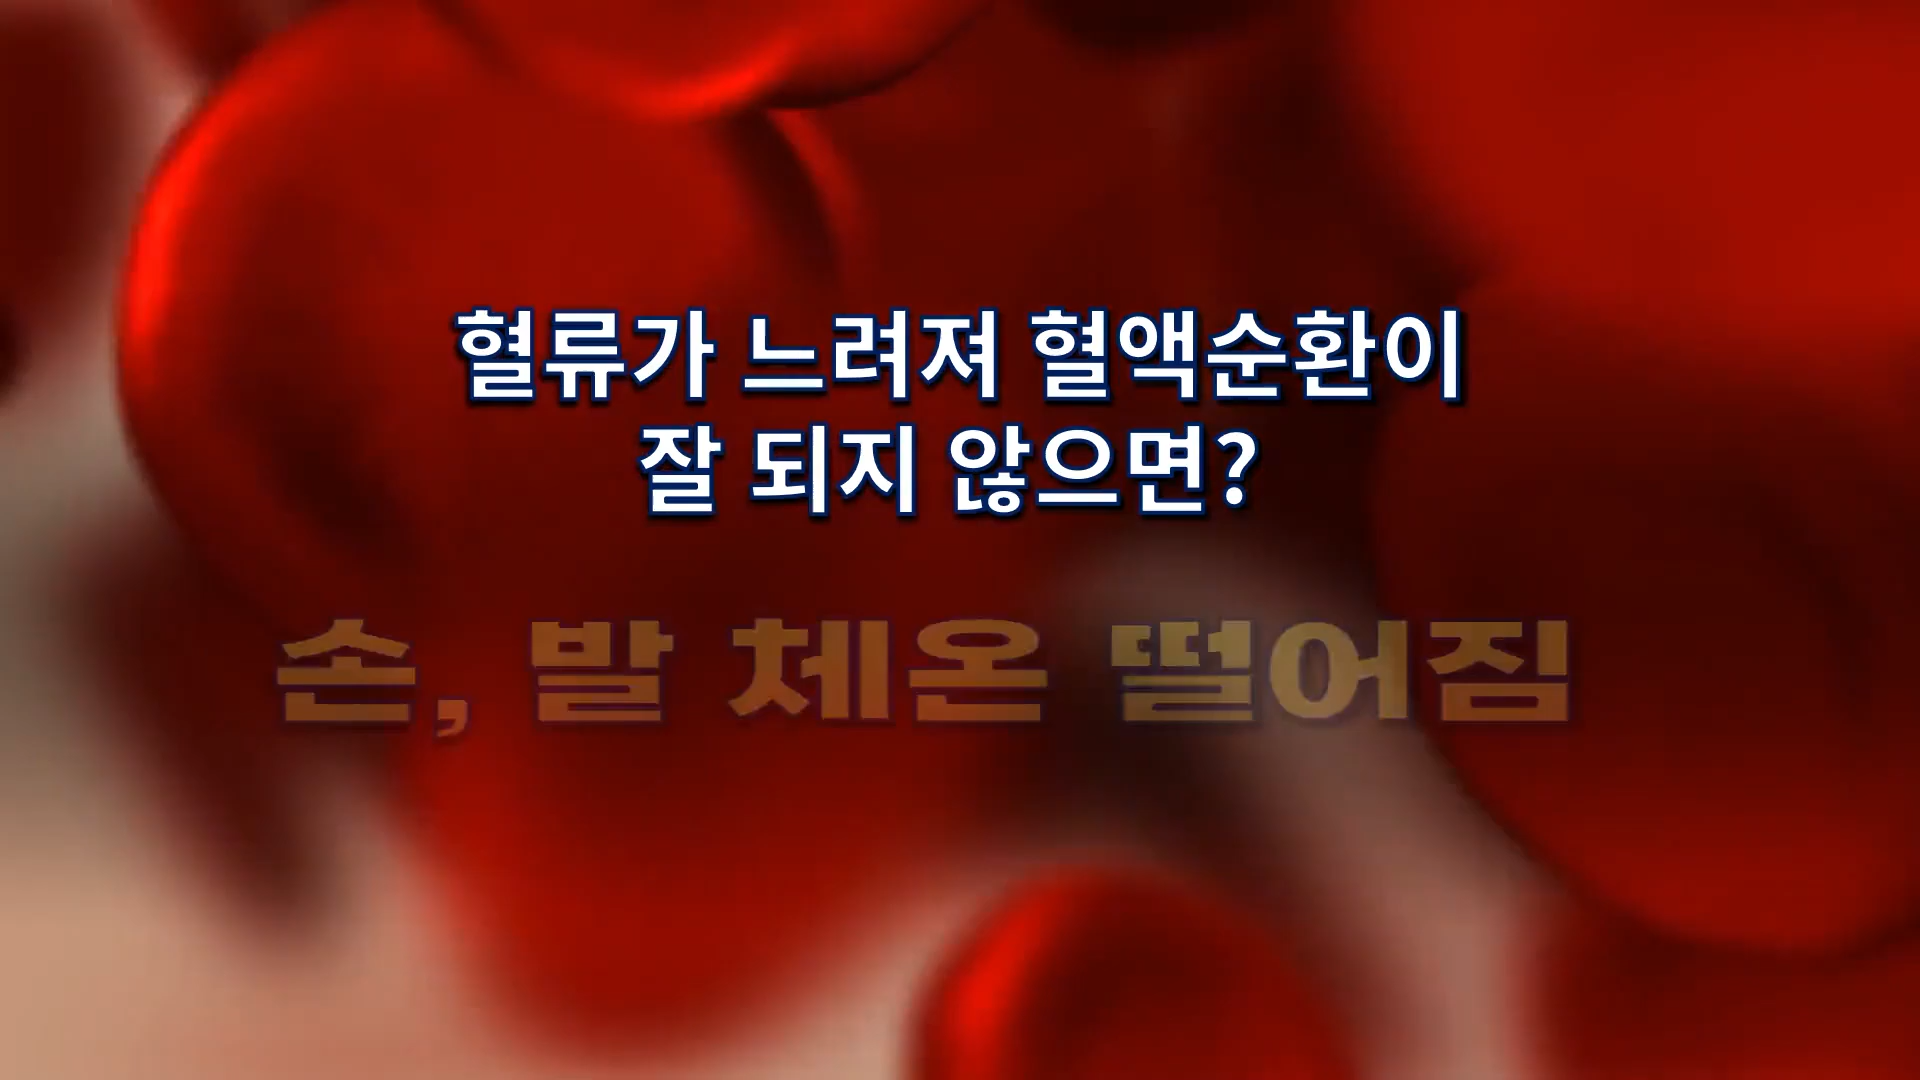 혈류가 느려져 혈액순환이
잘 되지 않으면?
손, 발 체온 떨어짐